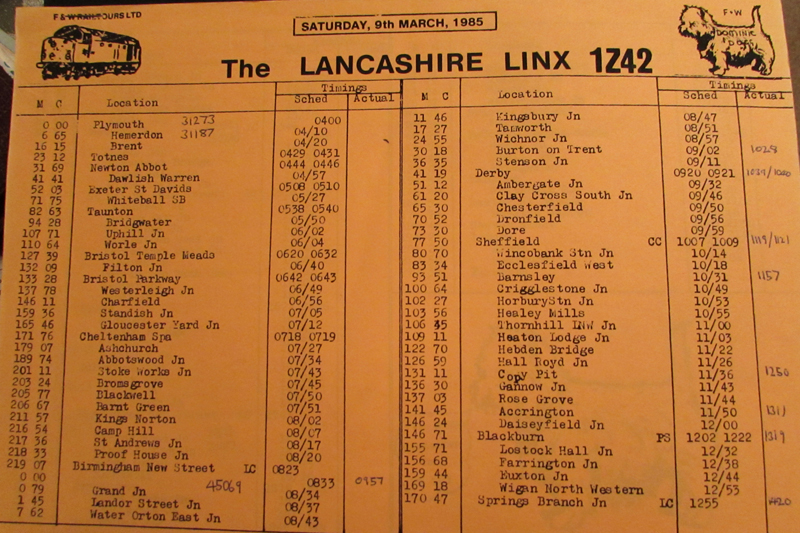 F & W RAILTOURS LTD
SATURDAY, 9th MARCH, 1985
F·W
DOMINIC
The LANCASHIRE LINX 1Z42
M C Location Timings
Sched Actual
0 00 Plymouth 31273 0400
6 65 Hemerdon 31187 04/10
16 15 Brent 04/20
23 12 Totnes 0429 0431
31 69 Newton Abbot 0444 0446
41 41 Dawlish Warren 04/57
52 03 Exeter St Davids 0508 0510
71 75 Whiteball SB 05/27
82 63 Taunton 0538 0540
94 28 Bridgwater 05/50
107 71 Uphill Jn 06/02
110 64 Worle Jn 06/04
127 39 Bristol Temple Meads 0620 0632
132 09 Filton Jn 06/40
133 28 Bristol Parkway 0642 0643
137 78 Westerleigh Jn 06/49
146 11 Charfield 06/56
159 36 Standish Jn 07/05
165 46 Gloucester Yard Jn 07/12
171 76 Cheltenham Spa 0718 0719
179 07 Ashchurch 07/27
189 74 Abbotswood Jn 07/34
201 11 Stoke Works Jn 07/43
203 24 Bromsgrove 07/45
205 77 Blackwell 07/50
206 67 Barnt Green 07/51
211 57 Kings Norton 08/02
216 54 Camp Hill 08/07
217 36 St Andrews Jn 08/17
218 33 Proof House Jn 08/20
219 07 Birmingham New Street LC 0823
0 00 0833 0957
0 79 Grand Jn 45069 08/34
1 45 Landor Street Jn 08/37
7 62 Water Orton East Jn 08/43
M C Location Timings
Sched Actual
11 46 Kingsbury Jn 08/47
17 27 Tamworth 08/51
24 55 Wichnor Jn 08/57
30 18 Burton on Trent 09/02 1028
36 35 Stenson Jn 09/11
41 19 Derby 0920 0921
51 12 Ambergate Jn 09/32
61 20 Clay Cross South Jn 09/46
65 30 Chesterfield 09/50
70 52 Dronfield 09/56
73 30 Dore 09/59
77 50 Sheffield CC 1007 1009 1119/1121
80 70 Wincobank Stn Jn 10/14
83 34 Ecclesfield West 10/18
93 51 Barnsley 10/31 1157
100 64 Crigglestone Jn 10/49
102 27 HorburyStn Jn 10/53
103 56 Healey Mills 10/55
106 45 Thornhill LNW Jn 11/00
109 11 Heaton Lodge Jn 11/03
122 70 Hebden Bridge 11/22
126 59 Hall Royd Jn 11/26
131 11 Copy Pit 11/36 1250
136 30 Gannow Jn 11/43
137 03 Rose Grove 11/44
141 45 Accrington 11/50 1311
146 24 Daiseyfield Jn 12/00
146 71 Blackburn PS 1202 1222 1319
155 71 Lostock Hall Jn 12/32
156 68 Farrington Jn 12/38
159 44 Euxton Jn 12/44
169 18 Wigan North Western 12/53
170 47 Springs Branch Jn LC 1255